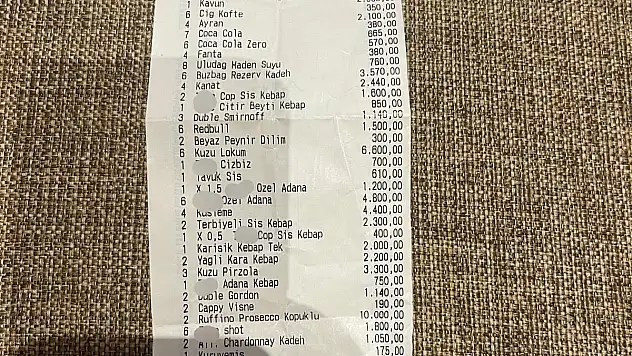 1 Kavun
6 Cig Kofte 350,00
4 Ayran 2.100,00
7 Coca Cola 380,00
6 Coca Cola Zero 665,00
4 Fanta 570,00
8 Uludag Maden Suyu 380,00
6 Buzbag Rezerv Kadeh 760,00
4 Kanat 3.570,00
2 Cop Sis Kebap 2.440,00
1 Citir Beyti Kebap 1.600,00
3 Duble Smirnoff 850,00
6 Redbull 1.140,00
2 Beyaz Peynir Dilim 1.500,00
6 Kuzu Lokum 300,00
1 Cizbiz 6.600,00
1 Tavuk Sis 700,00
1 X 1,5 Ozel Adana 610,00
6 Ozel Adana 1.200,00
4 Kusleme 4.800,00
2 Terbiyeli Sis Kebap 4.400,00
1 X 0,5 Cop Sis Kebap 2.300,00
1 Karisik Kebap Tek 400,00
2 Yagli Kara Kebap 2.000,00
3 Kuzu Pirzola 2.200,00
1 Adana Kebap 3.300,00
2 Duble Gordon 750,00
2 Cappy Visne 1.140,00
2 Ruffino Prosecco Kopuklu 190,00
6 shot 10.000,00
2 Chardonnay Kadeh 1.800,00
1 Kuruyemis 1.050,00
175,00